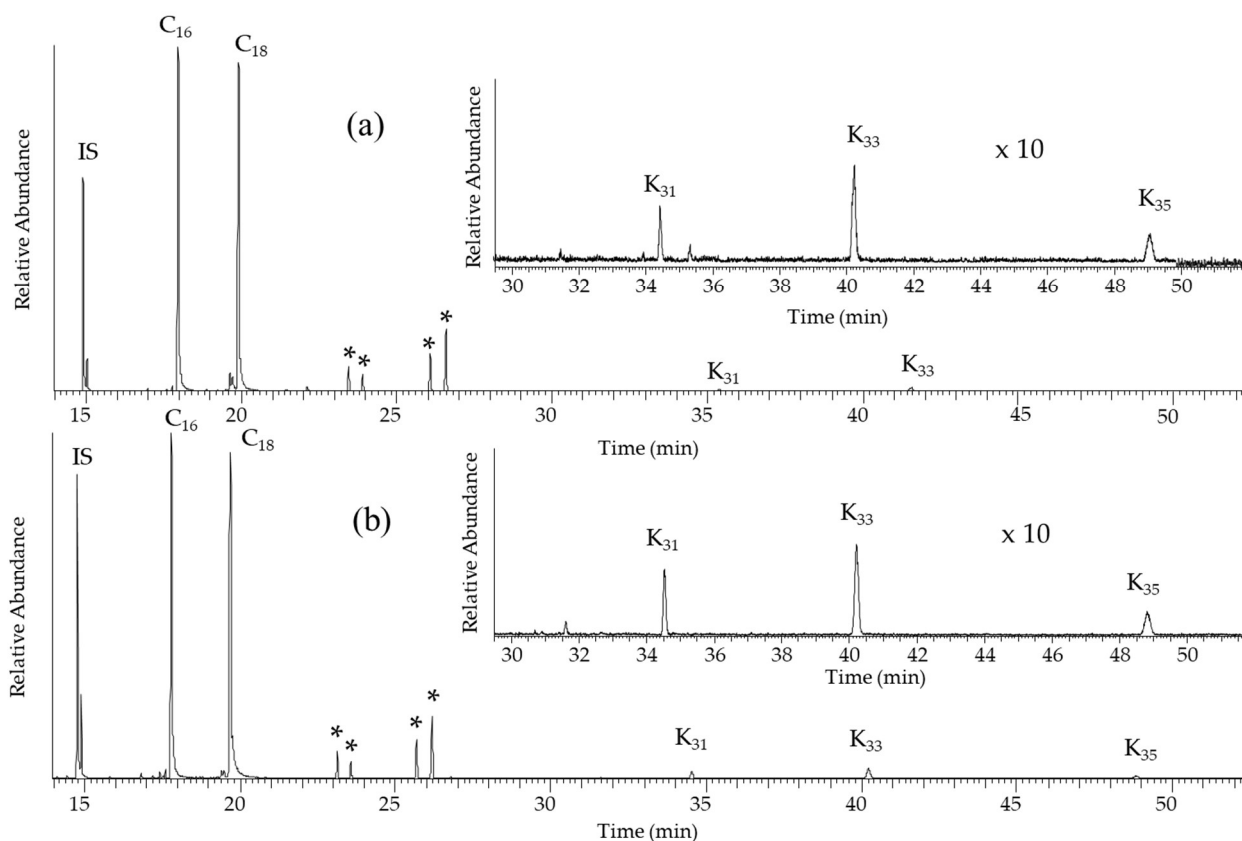 C16
C18
(a)
IS
Relative Abundance
Relative Abundance
K31
K33
x 10
K35
30 32 34 36 38 40 42 44 46 48 50
Time (min)
* * * *
K31
K33
15 20 25 30 35 40 45 50
Time (min)
C16
C18
(b)
IS
Relative Abundance
Relative Abundance
K31
K33
x 10
K35
30 32 34 36 38 40 42 44 46 48 50
Time (min)
* * * *
K31
K33
K35
15 20 25 30 35 40 45 50
Time (min)